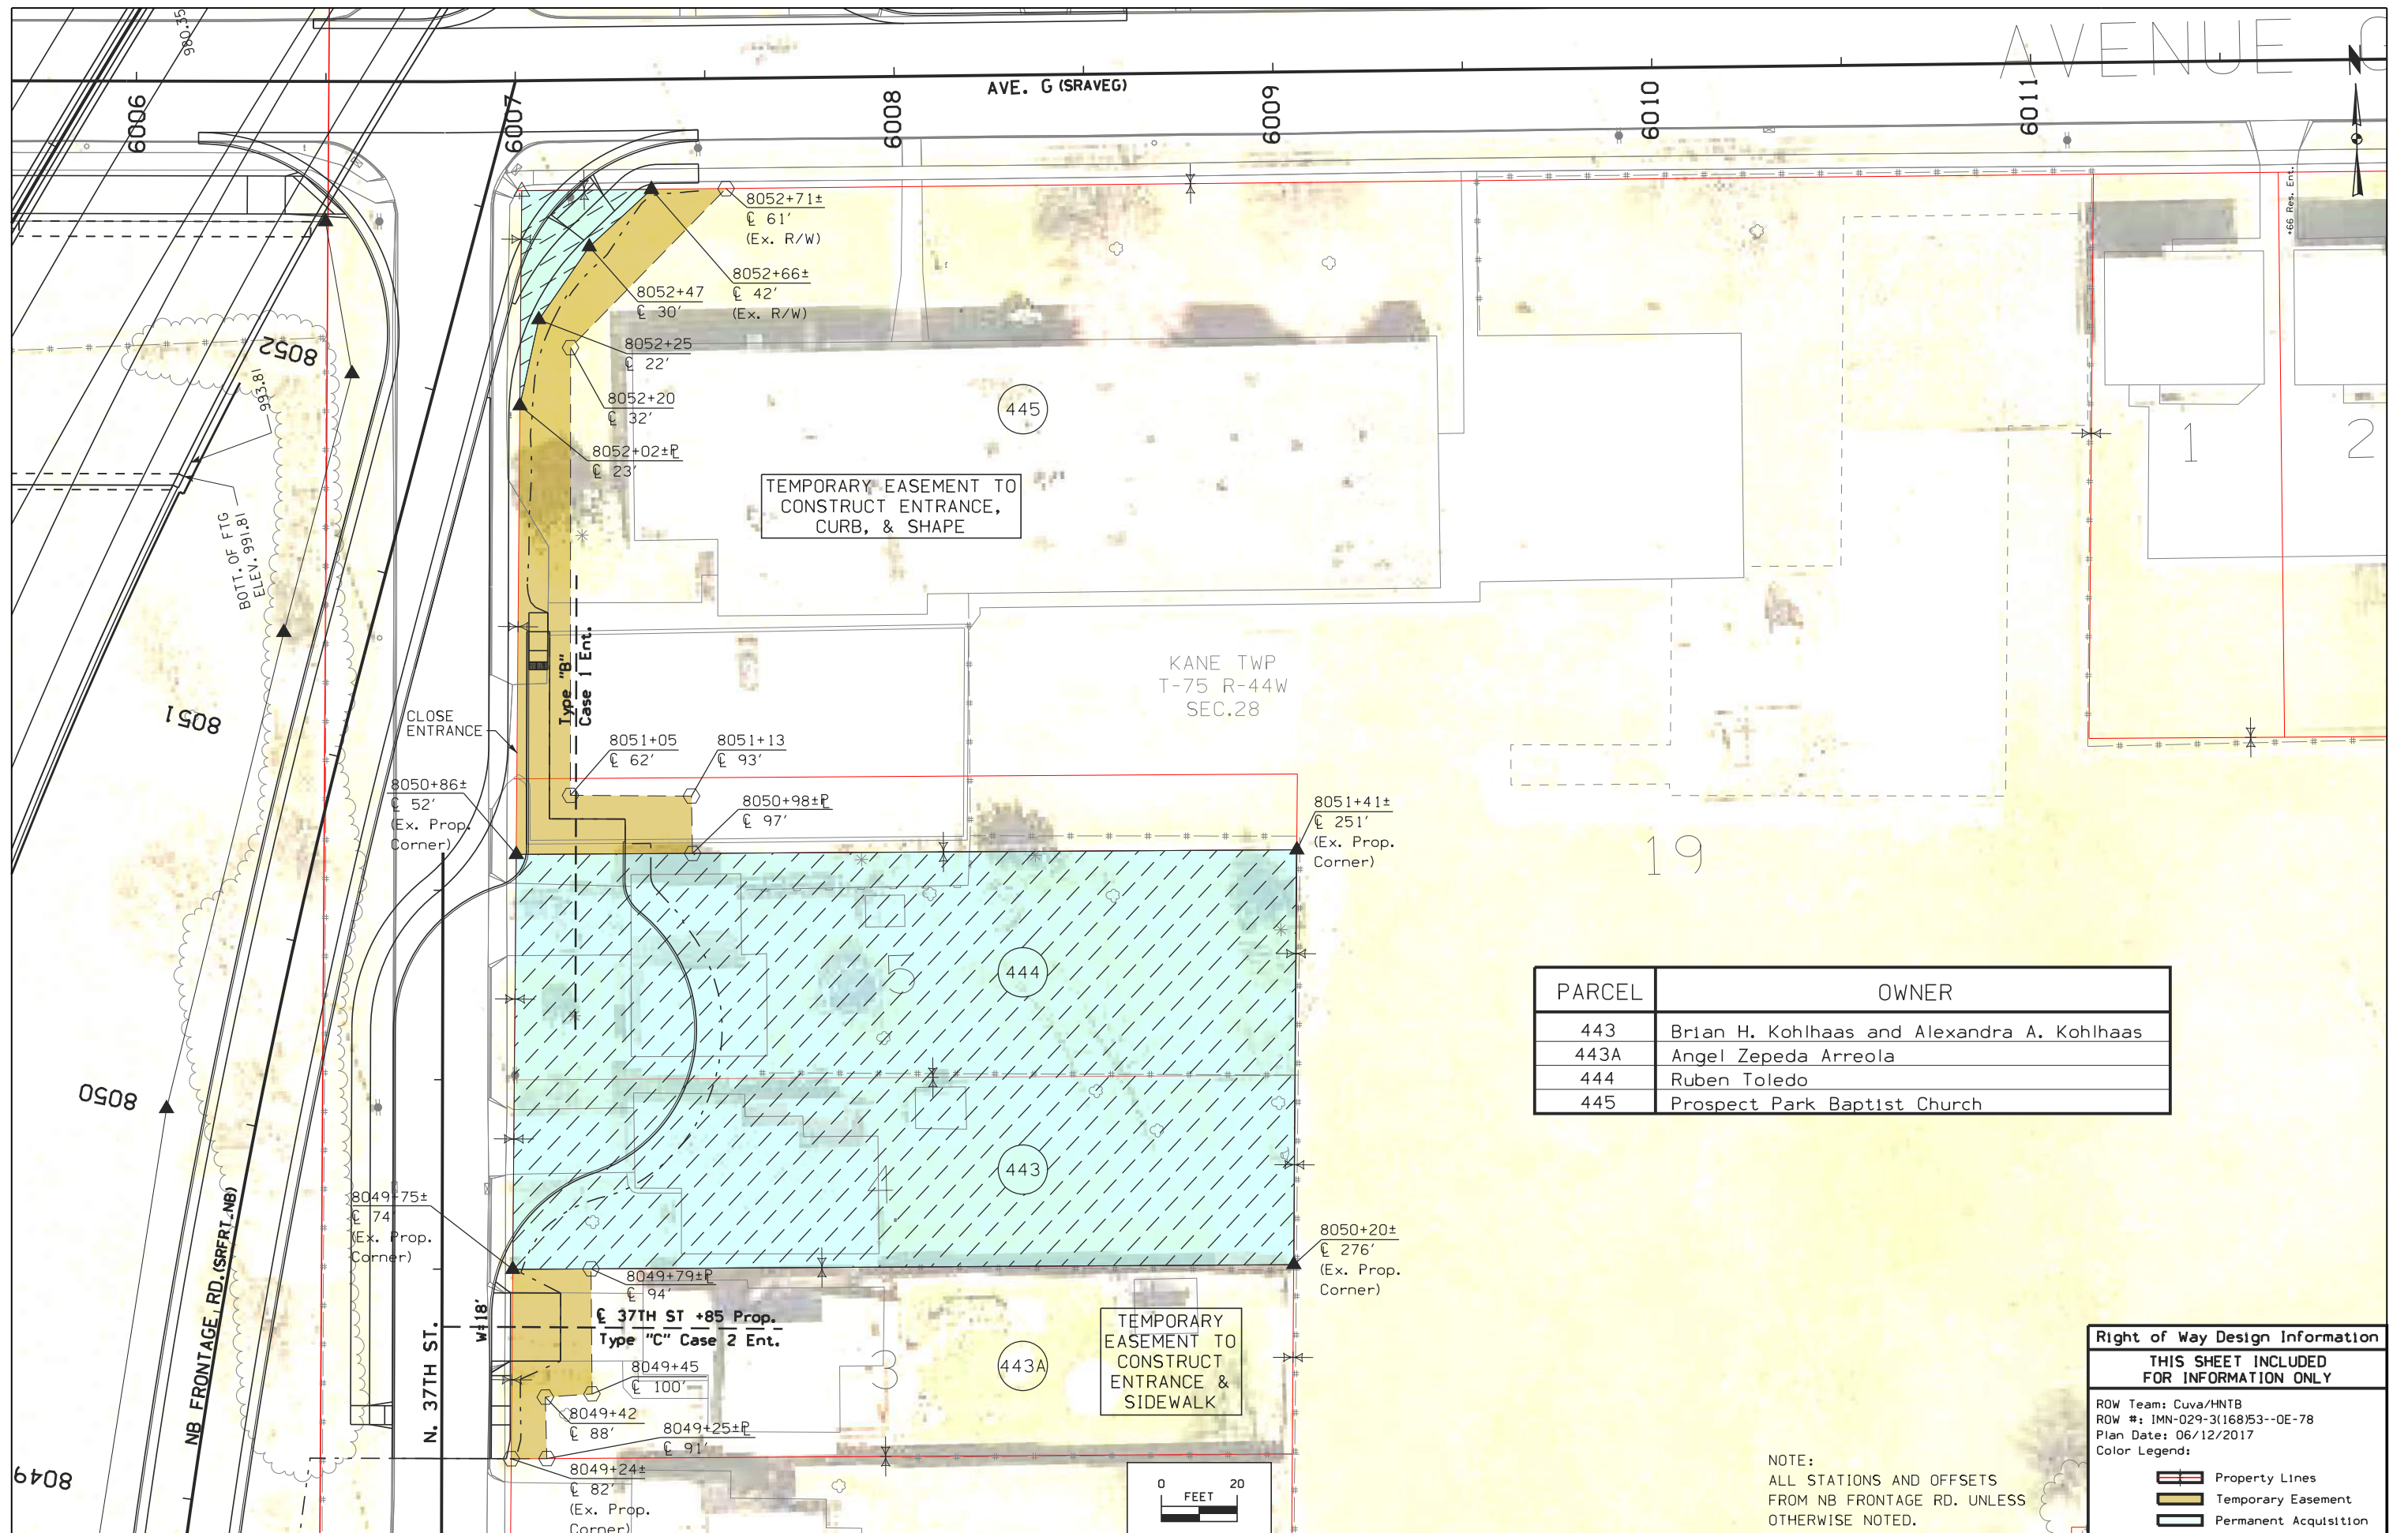 AVENUE G
980.35
6006
6007
6008
6009
6010
6011
AVE. G (SRAVEG)
N
+66 Res. Ent.
8052+71±
℄ 61'
(Ex. R/W)
8052+66±
℄ 42'
(Ex. R/W)
8052+47
℄ 30'
8052+25
℄ 22'
8052+20
℄ 32'
8052+02±℄
℄ 23'
8052
993.81
BOTT. OF FTG
ELEV. 991.81
445
TEMPORARY EASEMENT TO
CONSTRUCT ENTRANCE,
CURB, & SHAPE
1
2
KANE TWP
T-75 R-44W
SEC.28
Type "B"
Case 1 Ent.
8051
CLOSE
ENTRANCE
8051+05
℄ 62'
8051+13
℄ 93'
8050+86±
℄ 52'
(Ex. Prop.
Corner)
8050+98±℄
℄ 97'
8051+41±
℄ 251'
(Ex. Prop.
Corner)
19
5
444
PARCEL OWNER
443 Brian H. Kohlhaas and Alexandra A. Kohlhaas
443A Angel Zepeda Arreola
444 Ruben Toledo
445 Prospect Park Baptist Church
8050
4
443
8049+75±
℄ 74'
(Ex. Prop.
Corner)
8050+20±
℄ 276'
(Ex. Prop.
Corner)
NB FRONTAGE RD. (SRFRT_NB)
N. 37TH ST.
W=18'
8049+79±℄
℄ 94'
℄ 37TH ST +85 Prop.
Type "C" Case 2 Ent.
8049+45
℄ 100'
8049+42
℄ 88'
8049+25±℄
℄ 91'
8049+24±
℄ 82'
(Ex. Prop.
Corner)
8049
3
443A
TEMPORARY
EASEMENT TO
CONSTRUCT
ENTRANCE &
SIDEWALK
0 20
FEET
NOTE:
ALL STATIONS AND OFFSETS
FROM NB FRONTAGE RD. UNLESS
OTHERWISE NOTED.
Right of Way Design Information
THIS SHEET INCLUDED
FOR INFORMATION ONLY
ROW Team: Cuva/HNTB
ROW #: IMN-029-3(168)53--0E-78
Plan Date: 06/12/2017
Color Legend:
Property Lines
Temporary Easement
Permanent Acquisition